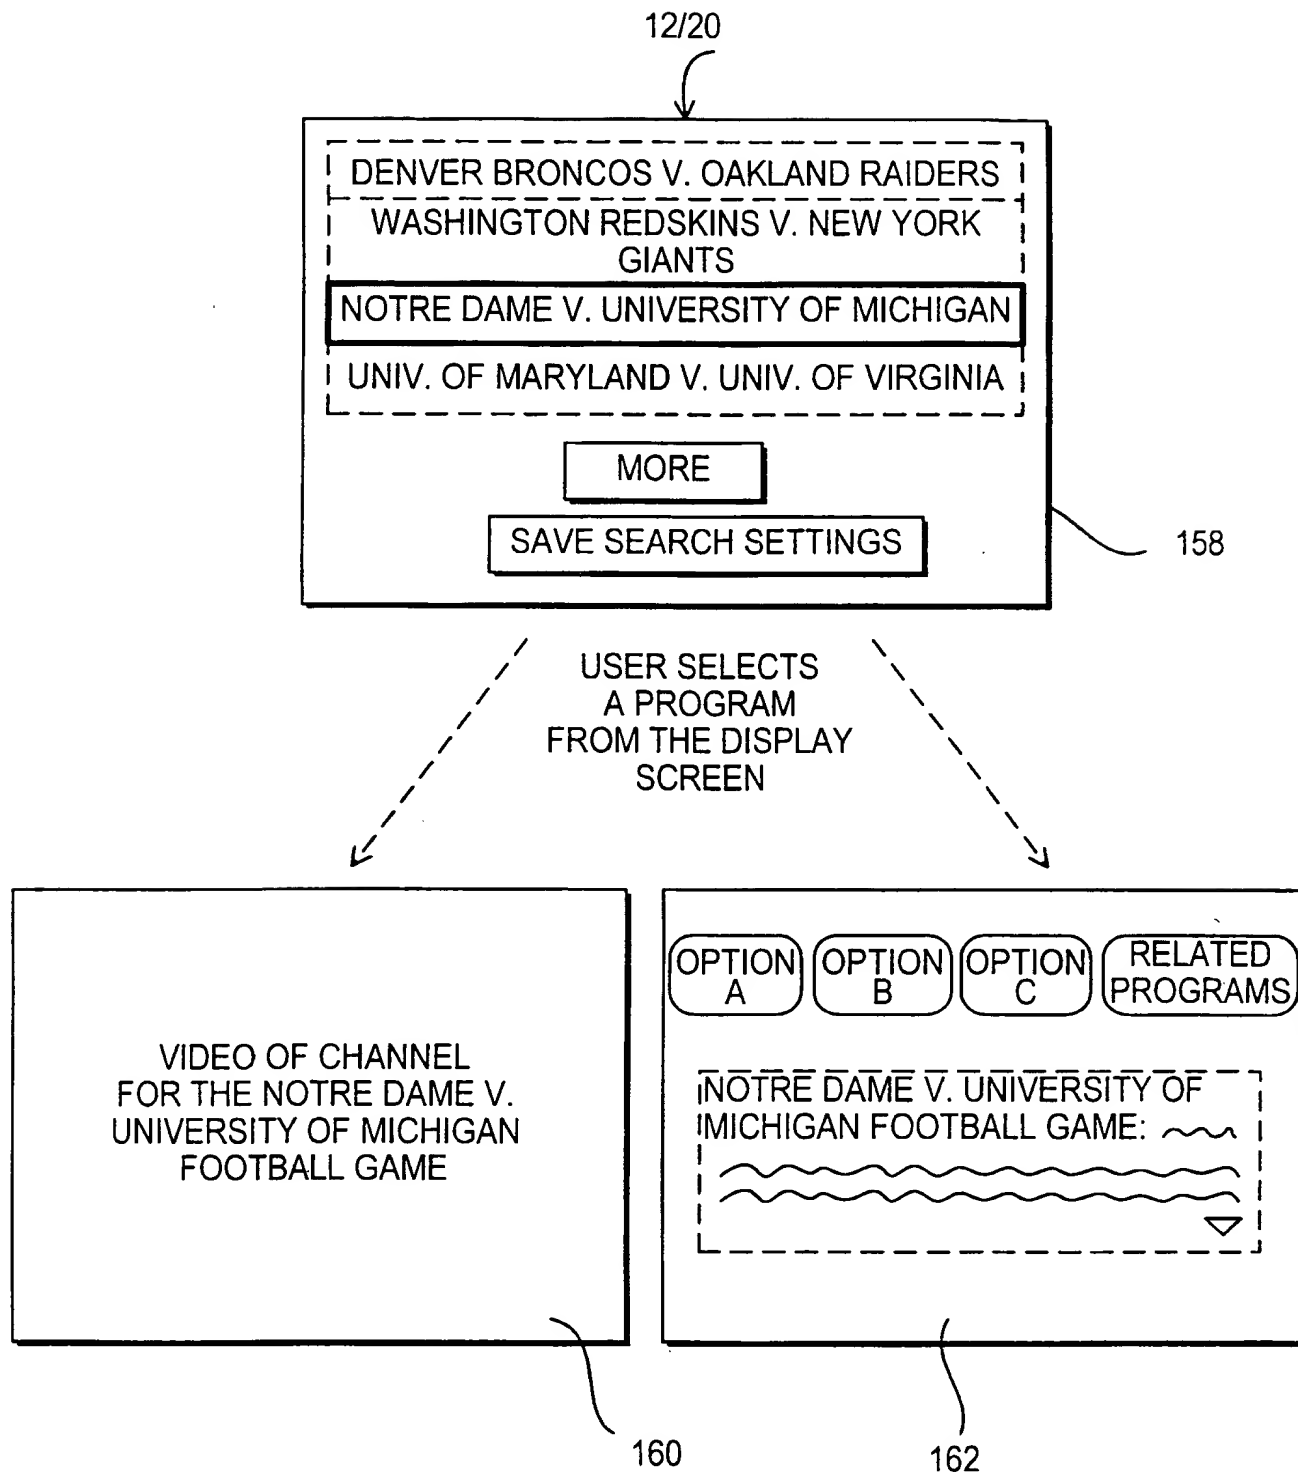 12/20
DENVER BRONCOS V. OAKLAND RAIDERS
WASHINGTON REDSKINS V. NEW YORK
GIANTS
NOTRE DAME V. UNIVERSITY OF MICHIGAN
UNIV. OF MARYLAND V. UNIV. OF VIRGINIA
MORE
SAVE SEARCH SETTINGS
158
USER SELECTS
A PROGRAM
FROM THE DISPLAY
SCREEN
VIDEO OF CHANNEL
FOR THE NOTRE DAME V.
UNIVERSITY OF MICHIGAN
FOOTBALL GAME
160
OPTION
A
OPTION
B
OPTION
C
RELATED
PROGRAMS
NOTRE DAME V. UNIVERSITY OF
MICHIGAN FOOTBALL GAME:
162